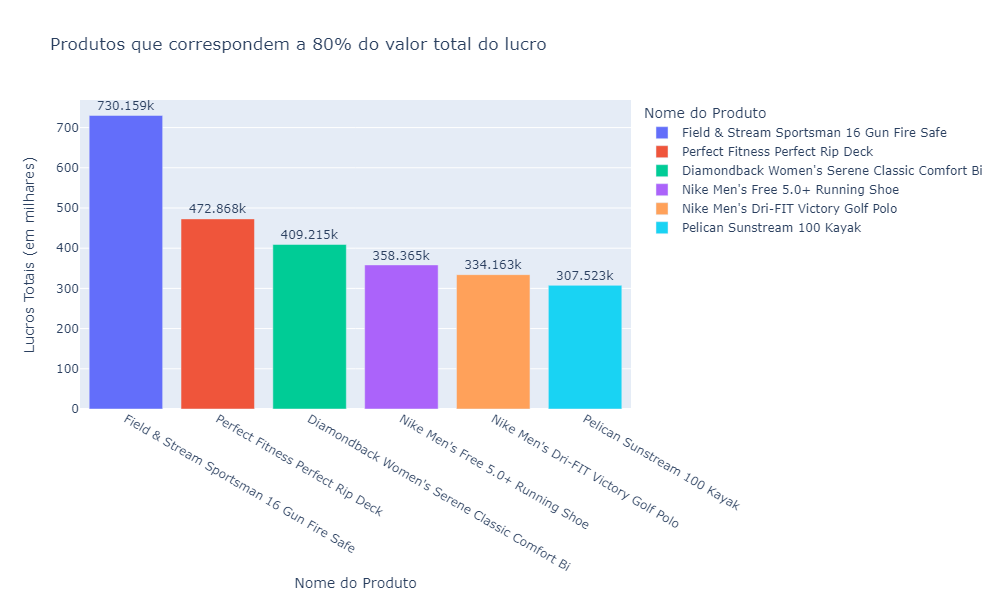 Produtos que correspondem a 80% do valor total do lucro
Lucros Totais (em milhares)
700
600
500
400
300
200
100
0
730.159k
472.868k
409.215k
358.365k
334.163k
307.523k
Field & Stream Sportsman 16 Gun Fire Safe
Perfect Fitness Perfect Rip Deck
Diamondback Women's Serene Classic Comfort Bi
Nike Men's Free 5.0+ Running Shoe
Nike Men's Dri-FIT Victory Golf Polo
Pelican Sunstream 100 Kayak
Nome do Produto
Nome do Produto
Field & Stream Sportsman 16 Gun Fire Safe
Perfect Fitness Perfect Rip Deck
Diamondback Women's Serene Classic Comfort Bi
Nike Men's Free 5.0+ Running Shoe
Nike Men's Dri-FIT Victory Golf Polo
Pelican Sunstream 100 Kayak